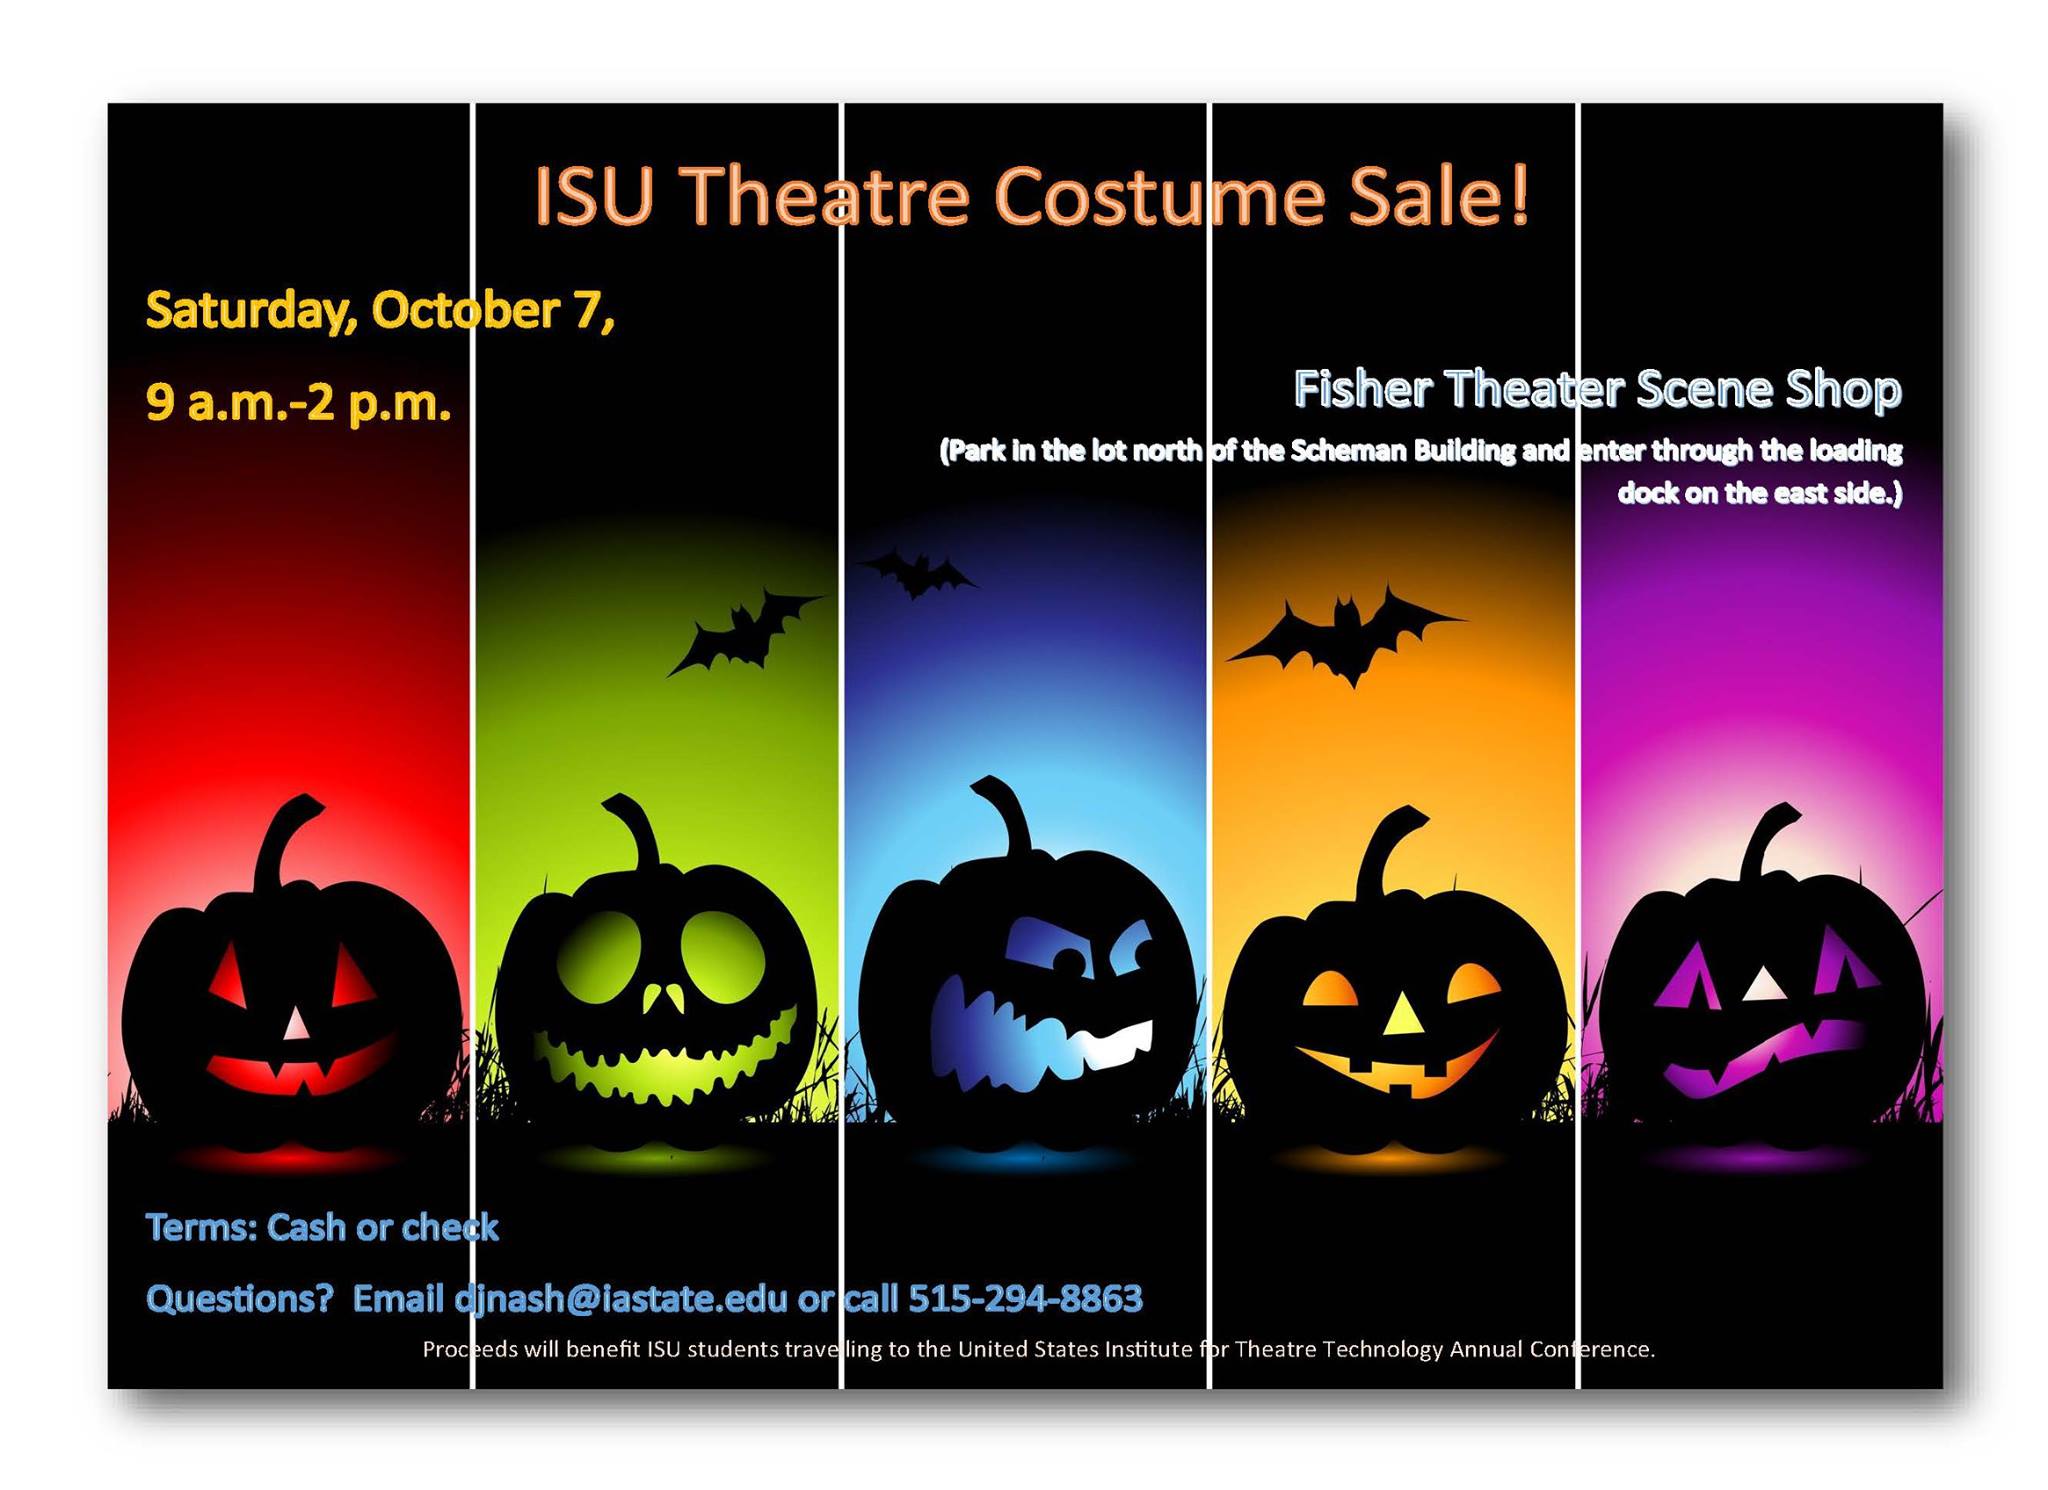 ISU Theatre Costume Sale!
Saturday, October 7,
9 a.m.-2 p.m.
Fisher Theater Scene Shop
(Park in the lot north of the Scheman Building and enter through the loading
dock on the east side.)
Terms: Cash or check
Questions?  Email djnash@iastate.edu or call 515-294-8863
Proceeds will benefit ISU students travelling to the United States Institute for Theatre Technology Annual Conference.